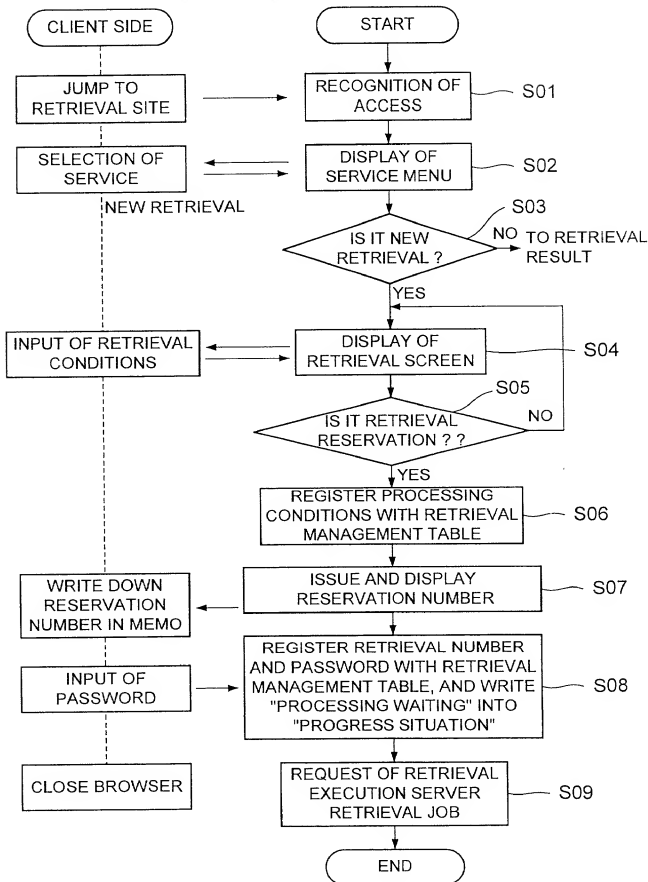 CLIENT SIDE
START
JUMP TO
RETRIEVAL SITE
RECOGNITION OF
ACCESS
S01
SELECTION OF
SERVICE
DISPLAY OF
SERVICE MENU
S02
NEW RETRIEVAL
S03
IS IT NEW
RETRIEVAL ?
NO
TO RETRIEVAL
RESULT
YES
INPUT OF RETRIEVAL
CONDITIONS
DISPLAY OF
RETRIEVAL SCREEN
S04
S05
IS IT RETRIEVAL
RESERVATION ? ?
NO
YES
REGISTER PROCESSING
CONDITIONS WITH RETRIEVAL
MANAGEMENT TABLE
S06
WRITE DOWN
RESERVATION
NUMBER IN MEMO
ISSUE AND DISPLAY
RESERVATION NUMBER
S07
INPUT OF
PASSWORD
REGISTER RETRIEVAL NUMBER
AND PASSWORD WITH RETRIEVAL
MANAGEMENT TABLE, AND WRITE
"PROCESSING WAITING" INTO
"PROGRESS SITUATION"
S08
CLOSE BROWSER
REQUEST OF RETRIEVAL
EXECUTION SERVER
RETRIEVAL JOB
S09
END